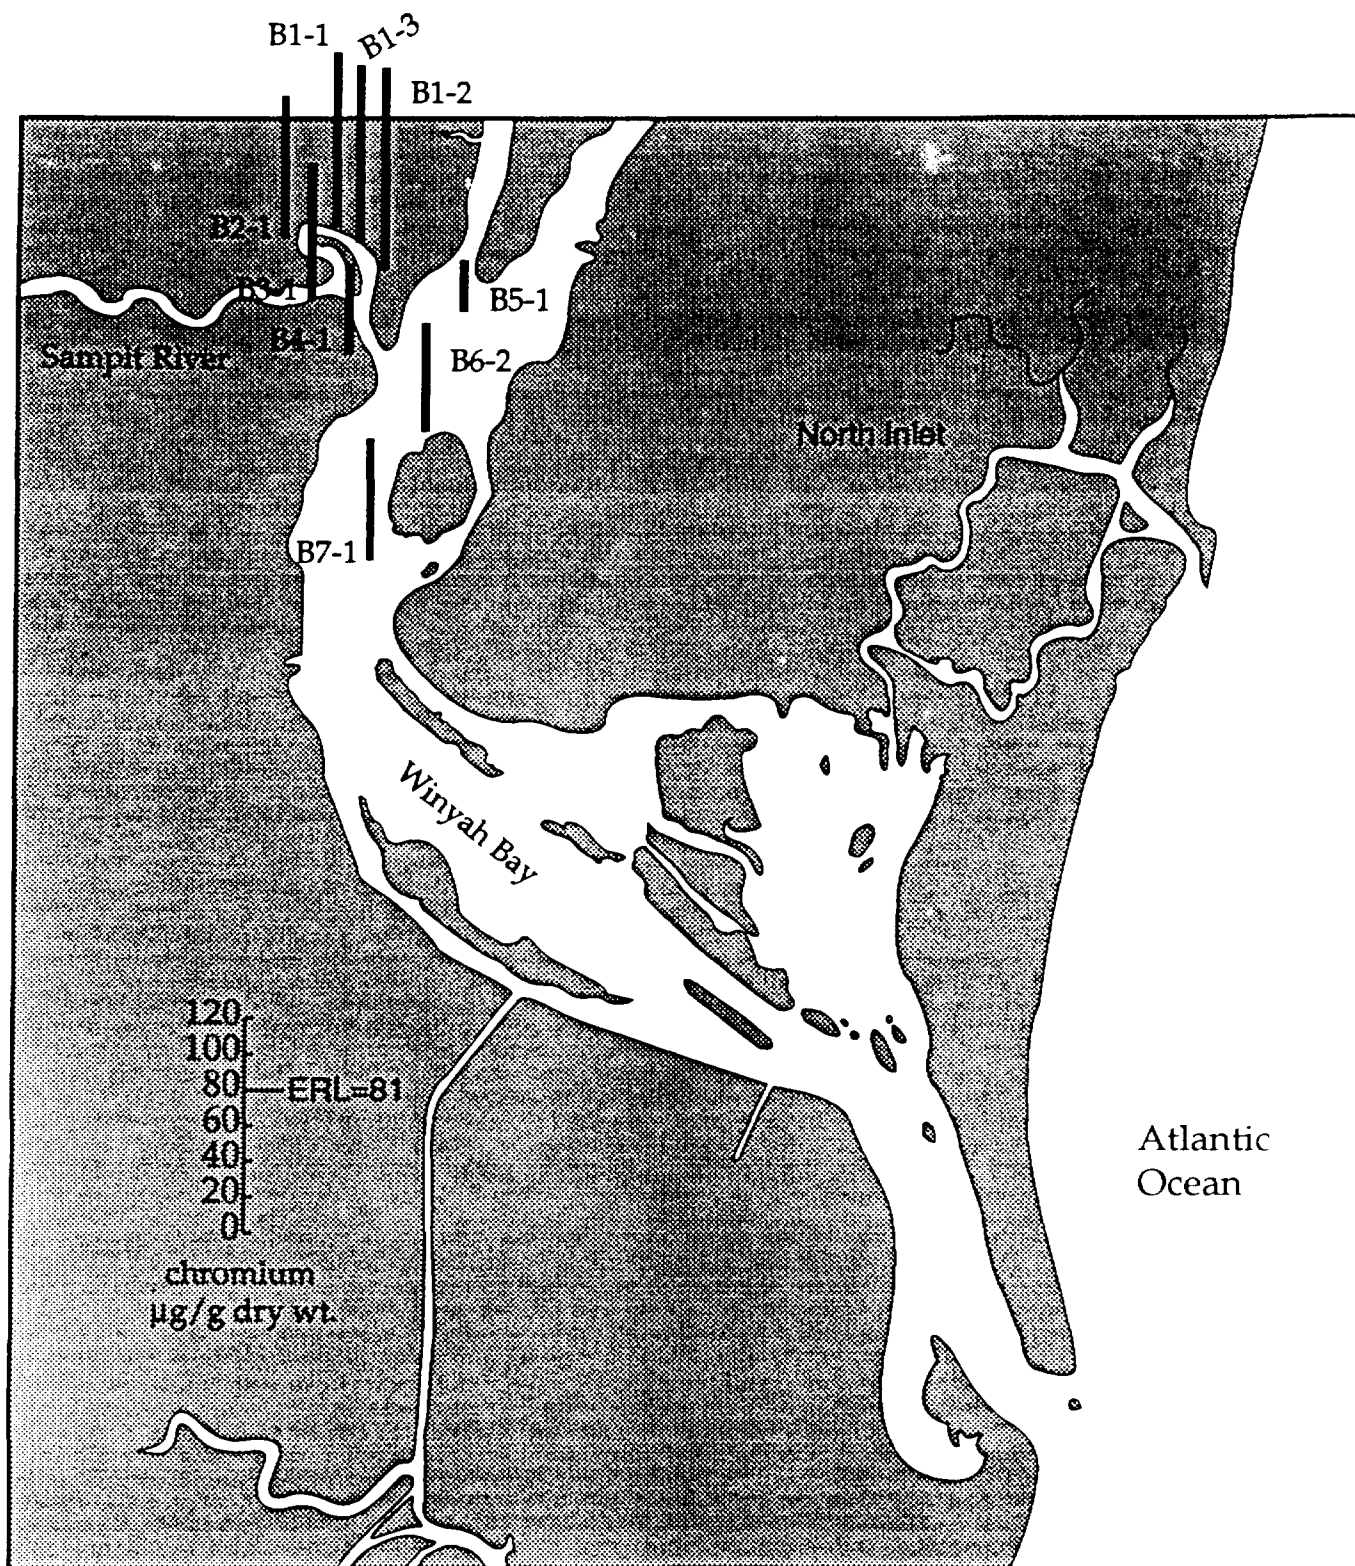 B1-1
B1-3
B1-2
B2-1
B3-1
B4-1
B5-1
Sampit River
B6-2
North Inlet
B7-1
Winyah Bay
120
100
80
ERL=81
60
40
20
0
chromium
µg/g dry wt.
Atlantic
Ocean